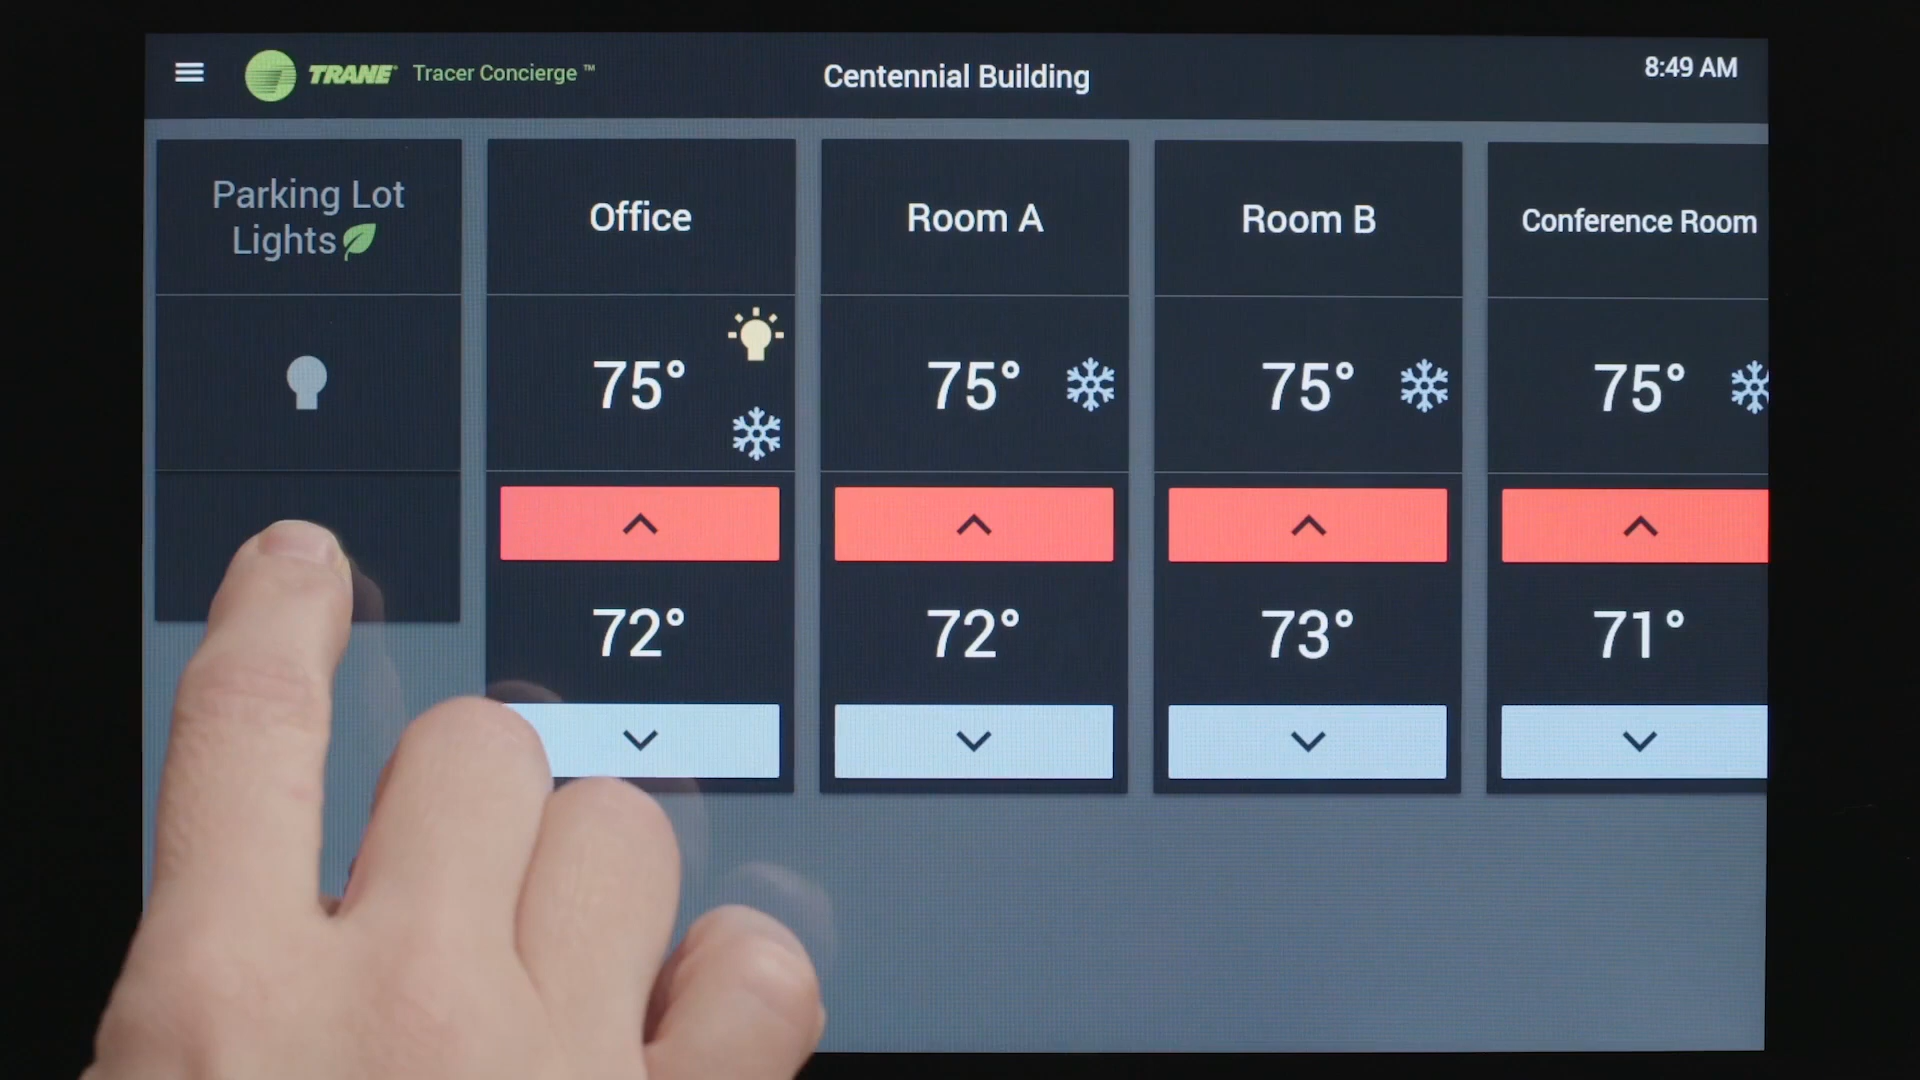 TRANE® Tracer Concierge ™
Centennial Building
8:49 AM
Parking Lot
Lights
Office
Room A
Room B
Conference Room
75°
75°
75°
75°
72°
72°
73°
71°